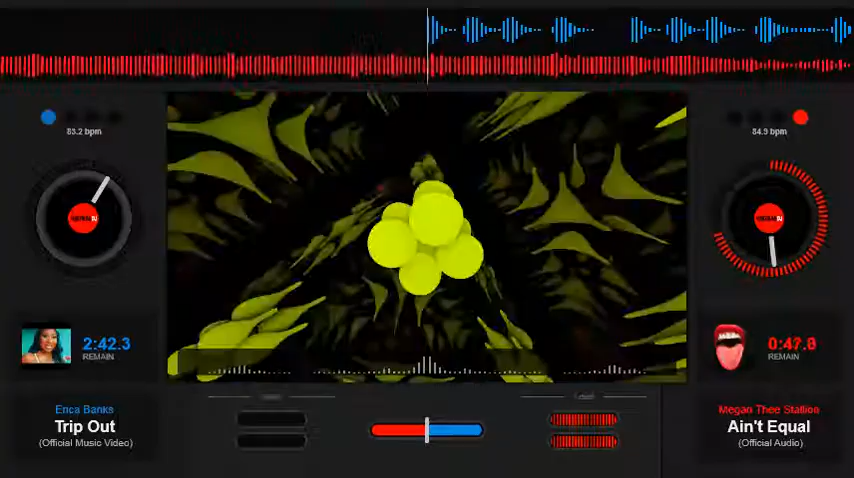 83.2 bpm
84.9 bpm
2:42.3
REMAIN
0:47.8
REMAIN
Erica Banks
Trip Out
(Official Music Video)
Megan Thee Stallion
Ain't Equal
(Official Audio)